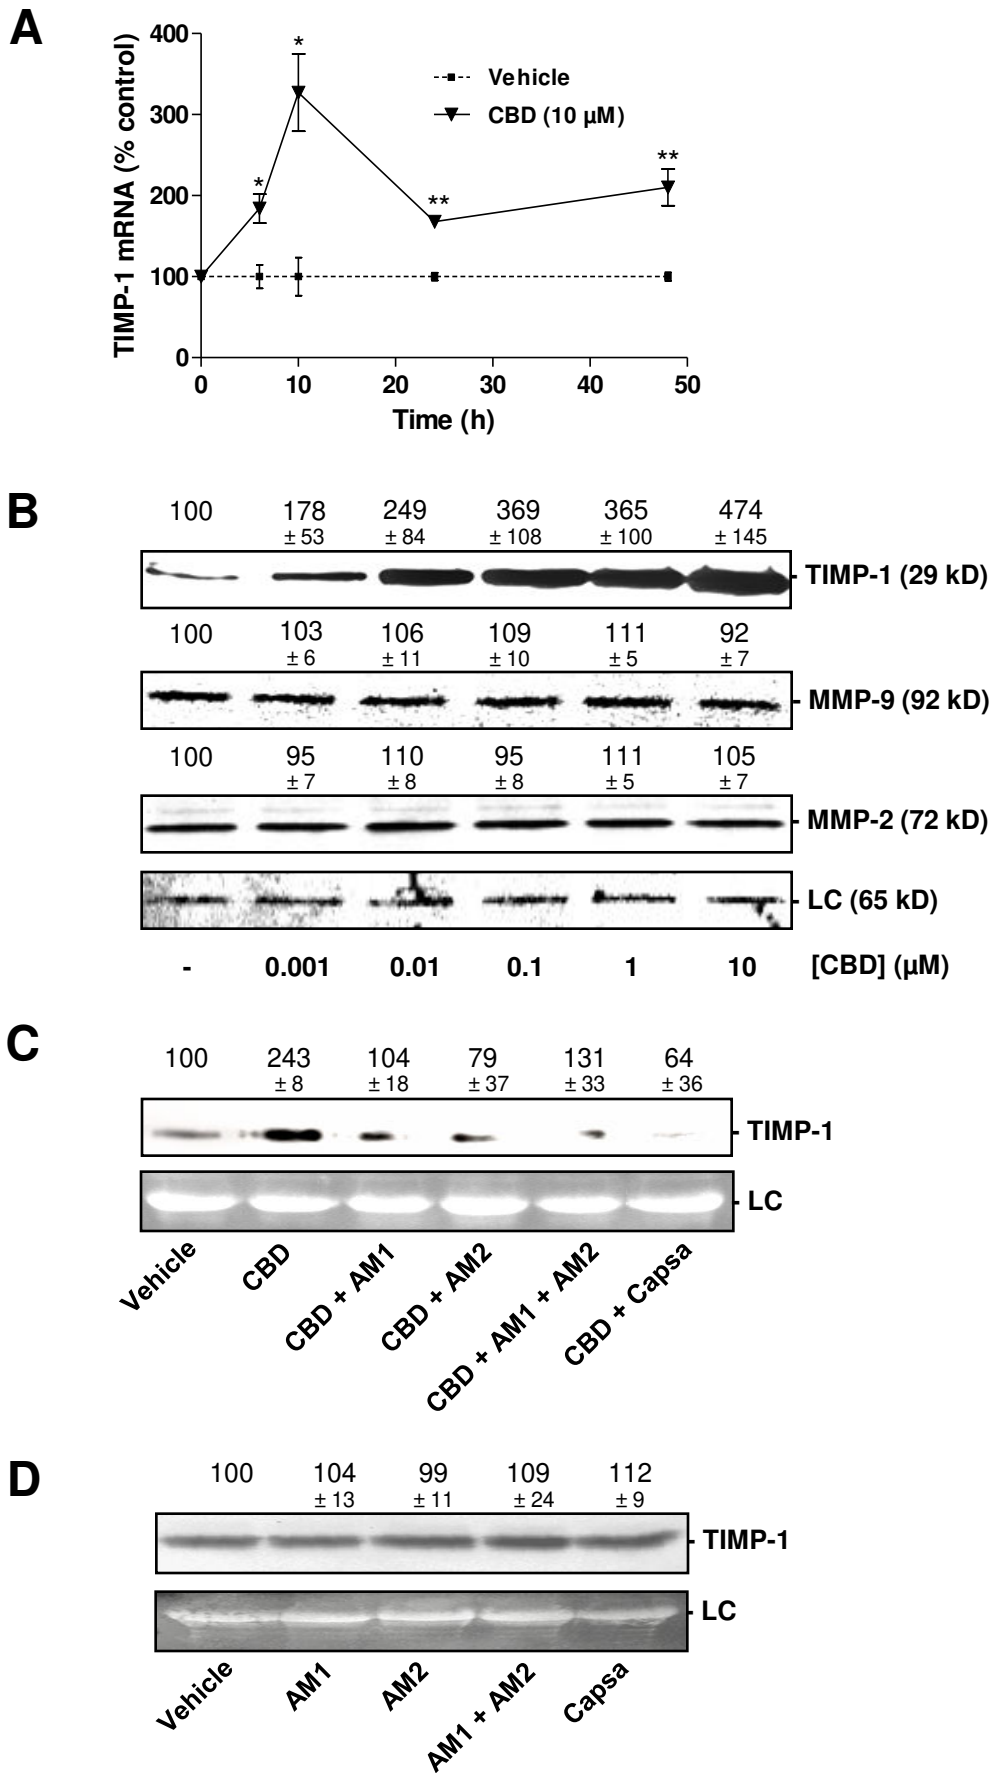 A
TIMP-1 mRNA (% control)
400
300
200
100
0
* * ** **
Vehicle
CBD (10 µM)
0 10 20 30 40 50
Time (h)
B
100 178 249 369 365 474
± 53 ± 84 ± 108 ± 100 ± 145
TIMP-1 (29 kD)
100 103 106 109 111 92
± 6 ± 11 ± 10 ± 5 ± 7
MMP-9 (92 kD)
100 95 110 95 111 105
± 7 ± 8 ± 8 ± 5 ± 7
MMP-2 (72 kD)
LC (65 kD)
- 0.001 0.01 0.1 1 10 [CBD] (µM)
C
100 243 104 79 131 64
± 8 ± 18 ± 37 ± 33 ± 36
TIMP-1
LC
Vehicle
CBD
CBD + AM1
CBD + AM2
CBD + AM1 + AM2
CBD + Capsa
D
100 104 99 109 112
± 13 ± 11 ± 24 ± 9
TIMP-1
LC
Vehicle
AM1
AM2
AM1 + AM2
Capsa